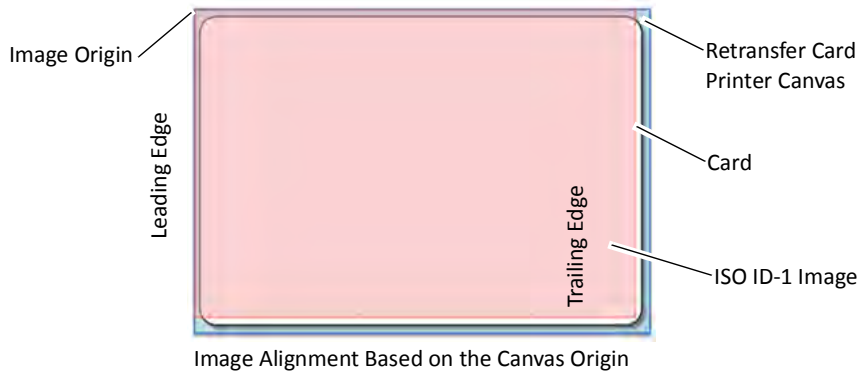 Image Origin
Retransfer Card
Printer Canvas
Leading Edge
Card
Trailing Edge
ISO ID-1 Image
Image Alignment Based on the Canvas Origin